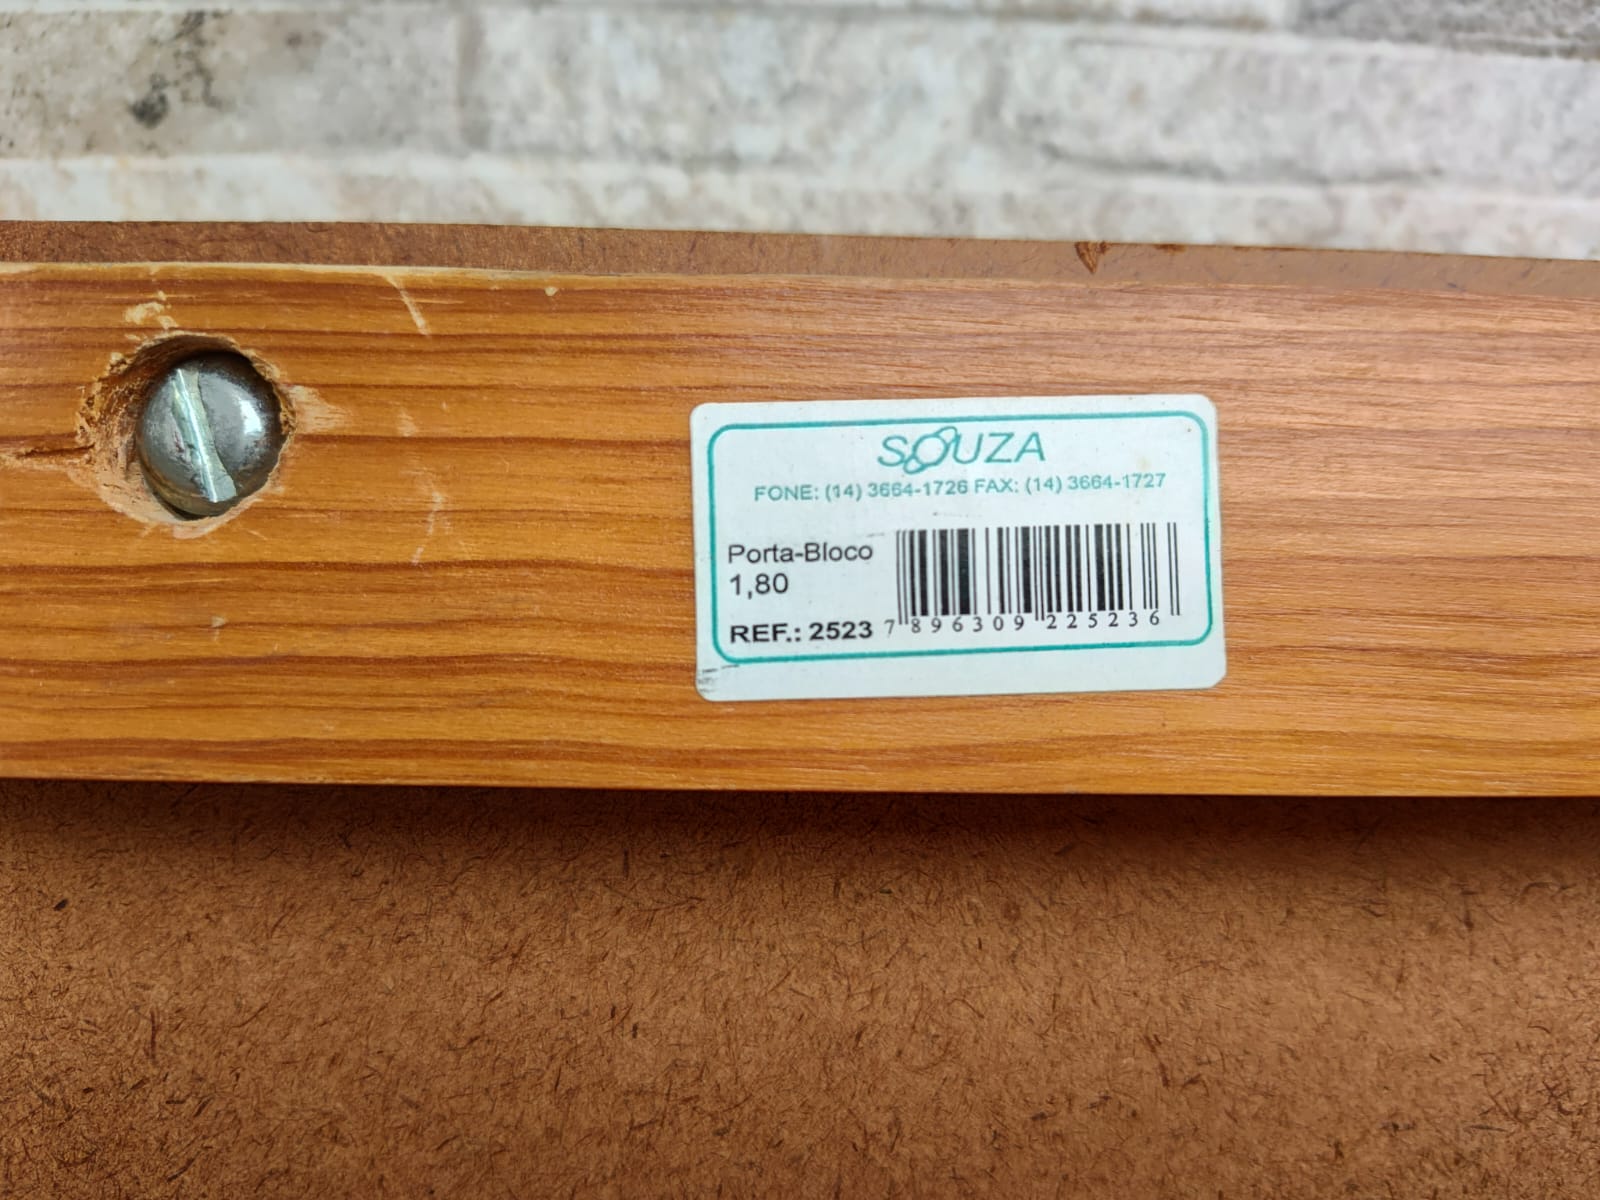 SOUZA
FONE: (14) 3664-1726 FAX: (14) 3664-1727
Porta-Bloco
1,80
REF.: 2523
7 896309 225236